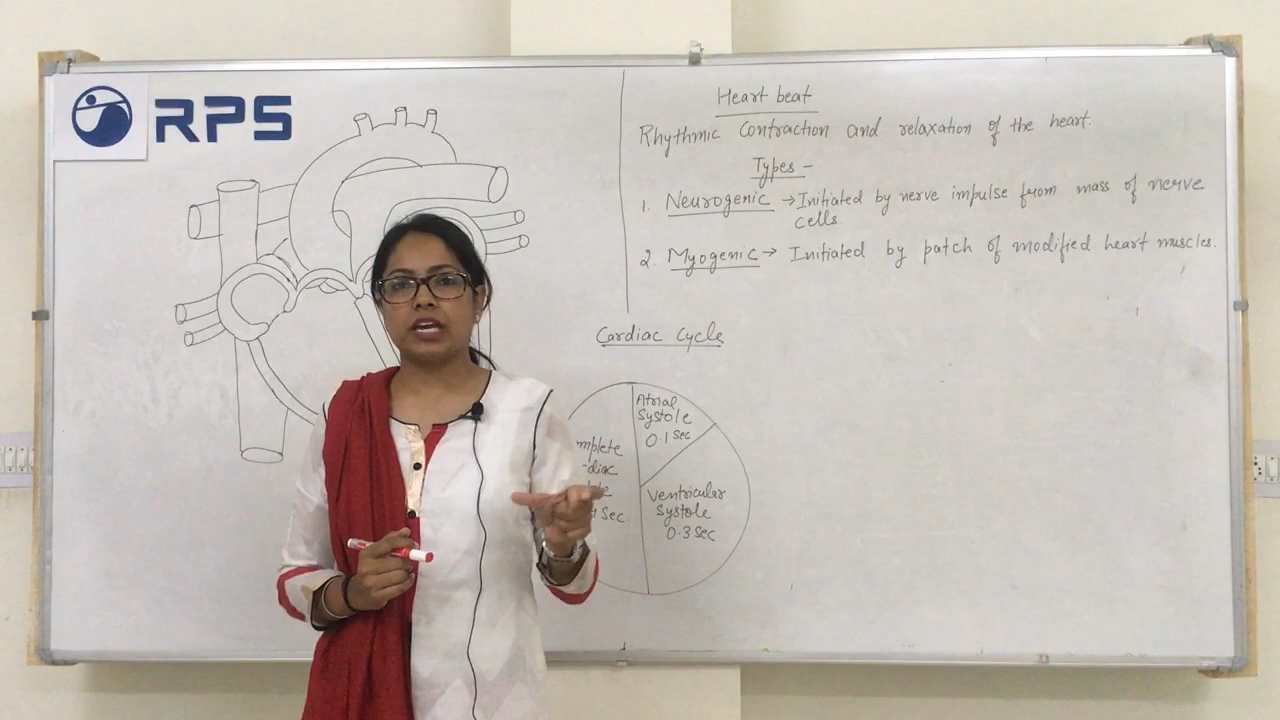 RPS
Heart beat
Rhythmic Contraction and relaxation of the heart.
Types -
1. Neurogenic → Initiated by nerve impulse from mass of nerve
cells
2. Myogenic → Initiated by patch of modified heart muscles.
Cardiac Cycle
Atrial
Systole
0.1 Sec
Ventricular
Systole
0.3 Sec
Sec.